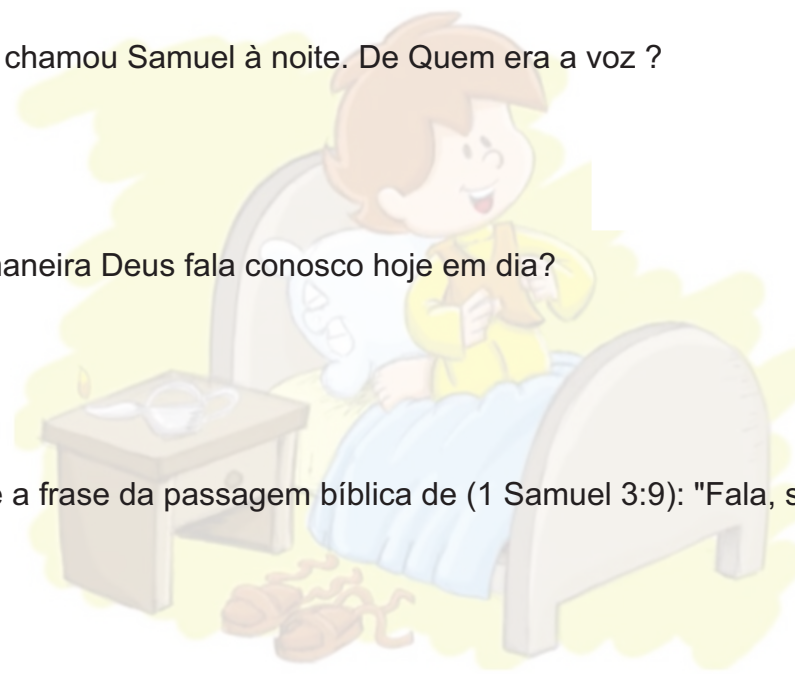 chamou Samuel à noite. De Quem era a voz ?
aneira Deus fala conosco hoje em dia?
a frase da passagem bíblica de (1 Samuel 3:9): "Fala, s